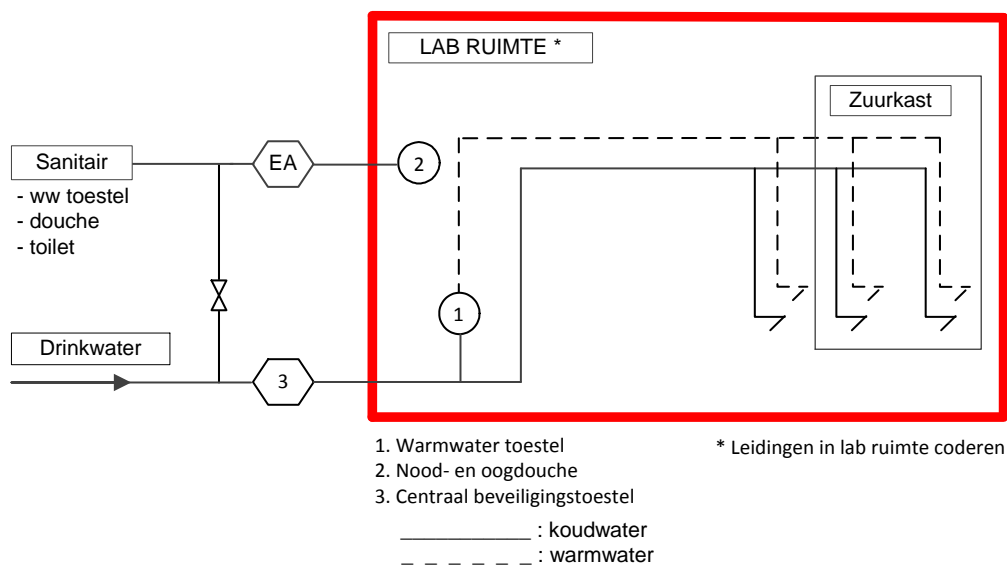 LAB RUIMTE *
Zuurkast
Sanitair
EA
2
- ww toestel
- douche
- toilet
1
Drinkwater
3
1. Warmwater toestel
* Leidingen in lab ruimte coderen
2. Nood- en oogdouche
3. Centraal beveiligingstoestel
____________ : koudwater
_ _ _ _ _ _ : warmwater